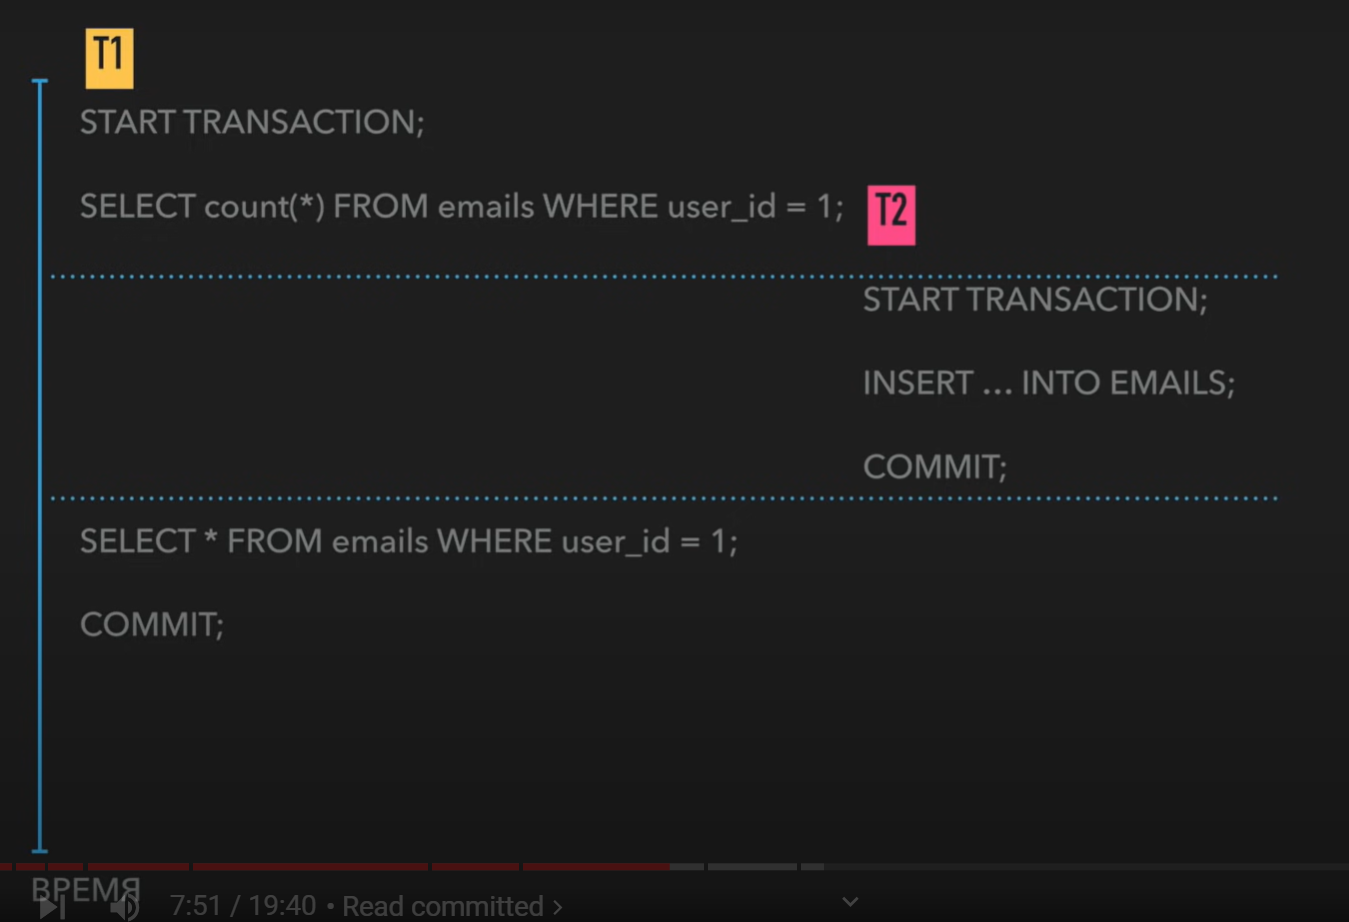 T1
START TRANSACTION;
SELECT count(*) FROM emails WHERE user_id = 1;
T2
START TRANSACTION;
INSERT ... INTO EMAILS;
COMMIT;
SELECT * FROM emails WHERE user_id = 1;
COMMIT;
ВРЕМЯ
7:51 / 19:40 • Read committed >